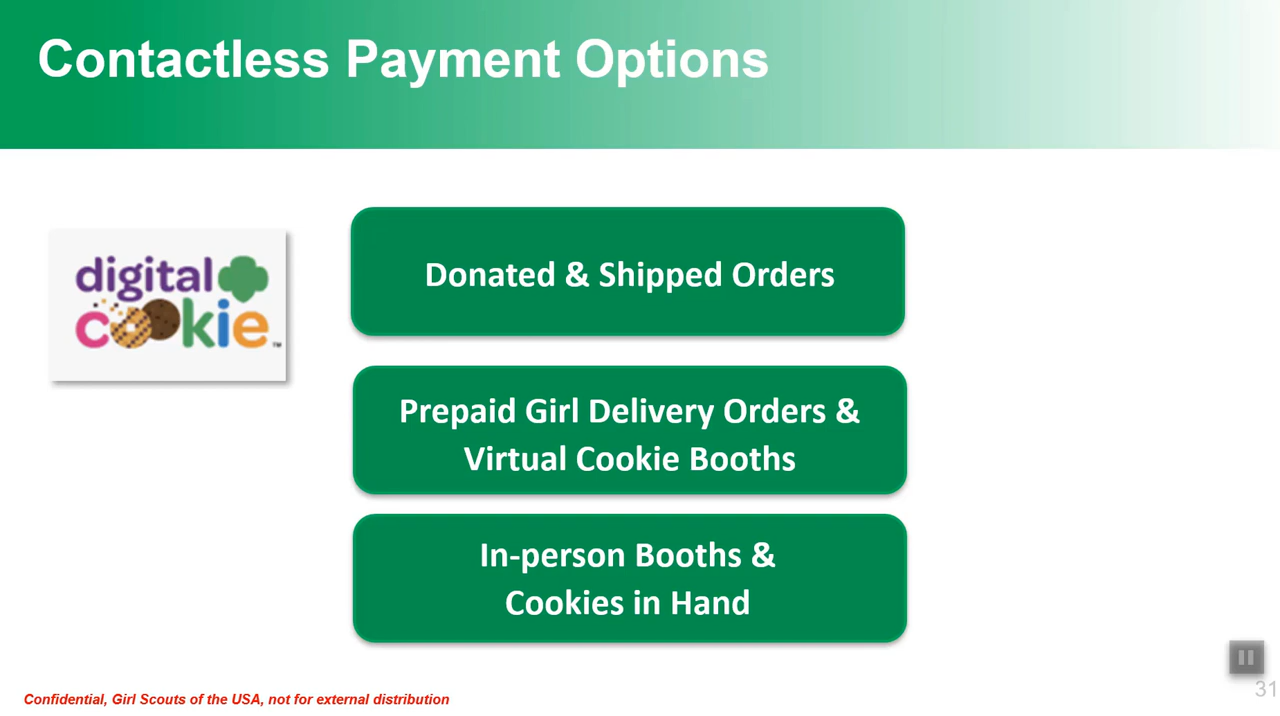 Contactless Payment Options
digital
cookie™
Donated & Shipped Orders
Prepaid Girl Delivery Orders &
Virtual Cookie Booths
In-person Booths &
Cookies in Hand
Confidential, Girl Scouts of the USA, not for external distribution
31